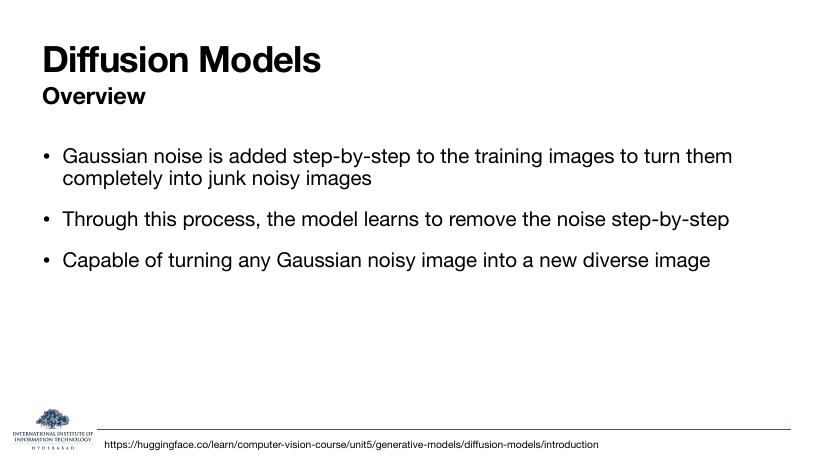 Diffusion Models
Overview
• Gaussian noise is added step-by-step to the training images to turn them
completely into junk noisy images
• Through this process, the model learns to remove the noise step-by-step
• Capable of turning any Gaussian noisy image into a new diverse image
INTERNATIONAL INSTITUTE OF
INFORMATION TECHNOLOGY
HYDERABAD
https://huggingface.co/learn/computer-vision-course/unit5/generative-models/diffusion-models/introduction